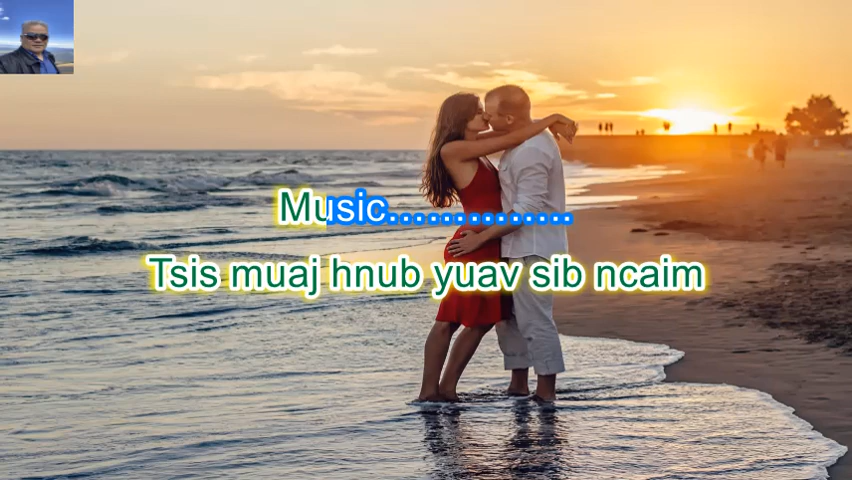 Music..............
Tsis muaj hnub yuav sib ncaim